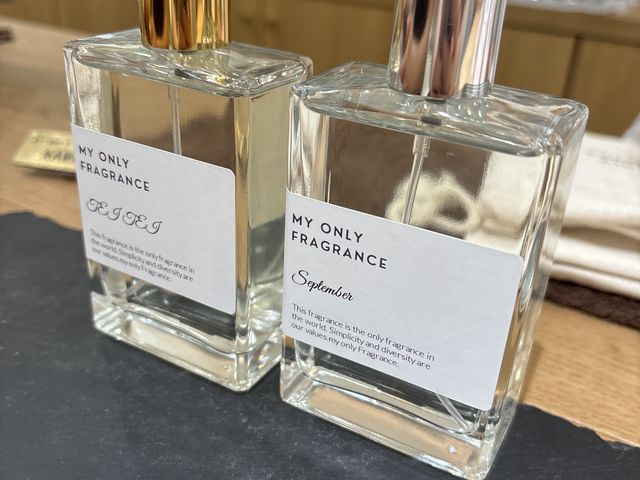 MY ONLY
FRAGRANCE
TEI TEI
This fragrance is the only fragrance in
the world. Simplicity and diversity are
our values.my only Fragrance.
MY ONLY
FRAGRANCE
September
This fragrance is the only fragrance in
the world. Simplicity and diversity are
our values.my only Fragrance.